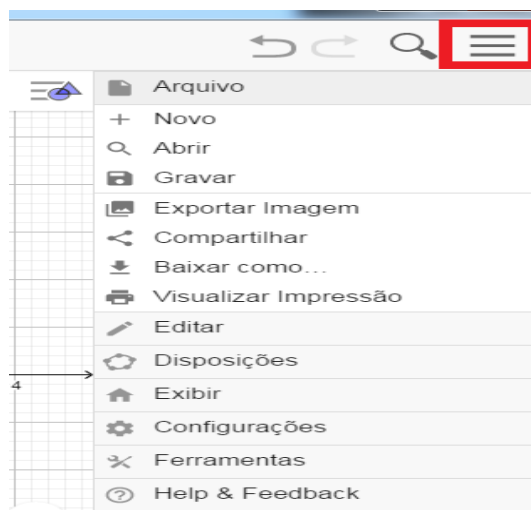 Arquivo
Novo
Abrir
Gravar
Exportar Imagem
Compartilhar
Baixar como...
Visualizar Impressão
Editar
Disposições
4
Exibir
Configurações
Ferramentas
Help & Feedback